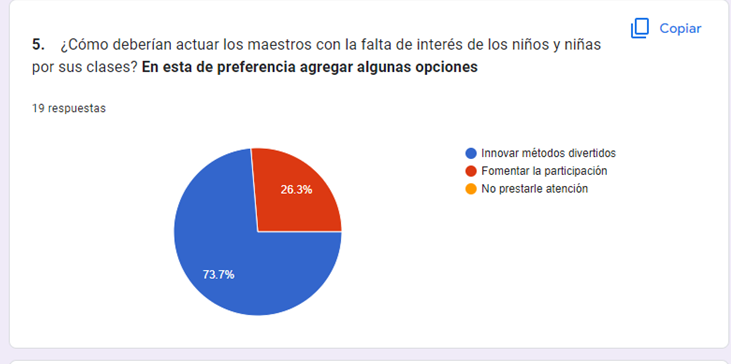 Copiar
5. ¿Cómo deberían actuar los maestros con la falta de interés de los niños y niñas
por sus clases? En esta de preferencia agregar algunas opciones
19 respuestas
Innovar métodos divertidos
Fomentar la participación
No prestarle atención
26.3%
73.7%